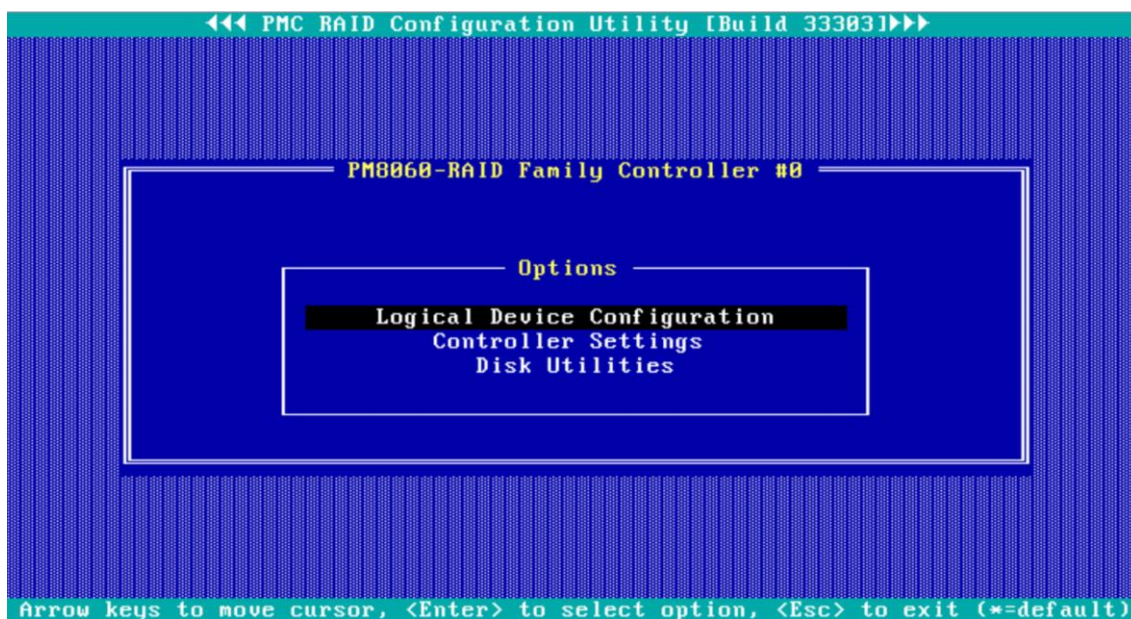 PMC RAID Configuration Utility [Build 33303]
PM8060-RAID Family Controller #0
Options
Logical Device Configuration
Controller Settings
Disk Utilities
Arrow keys to move cursor, <Enter> to select option, <Esc> to exit (*=default)